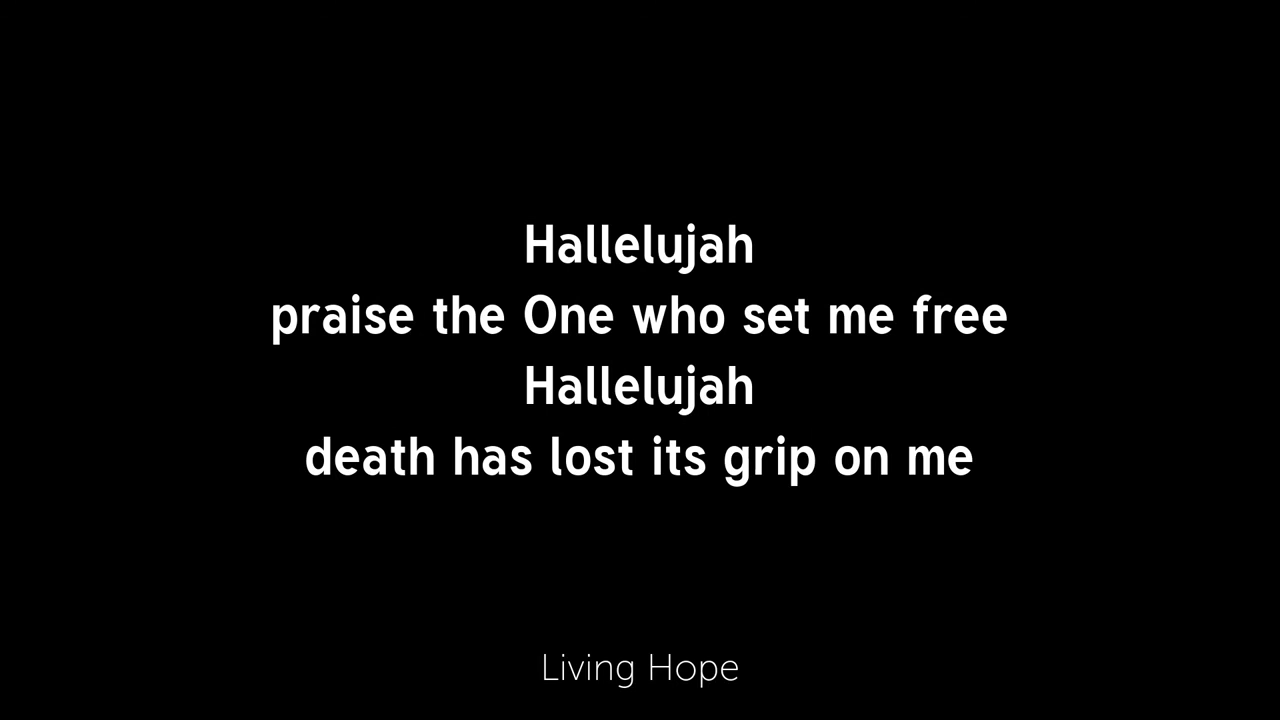 Hallelujah
praise the One who set me free
Hallelujah
death has lost its grip on me
Living Hope